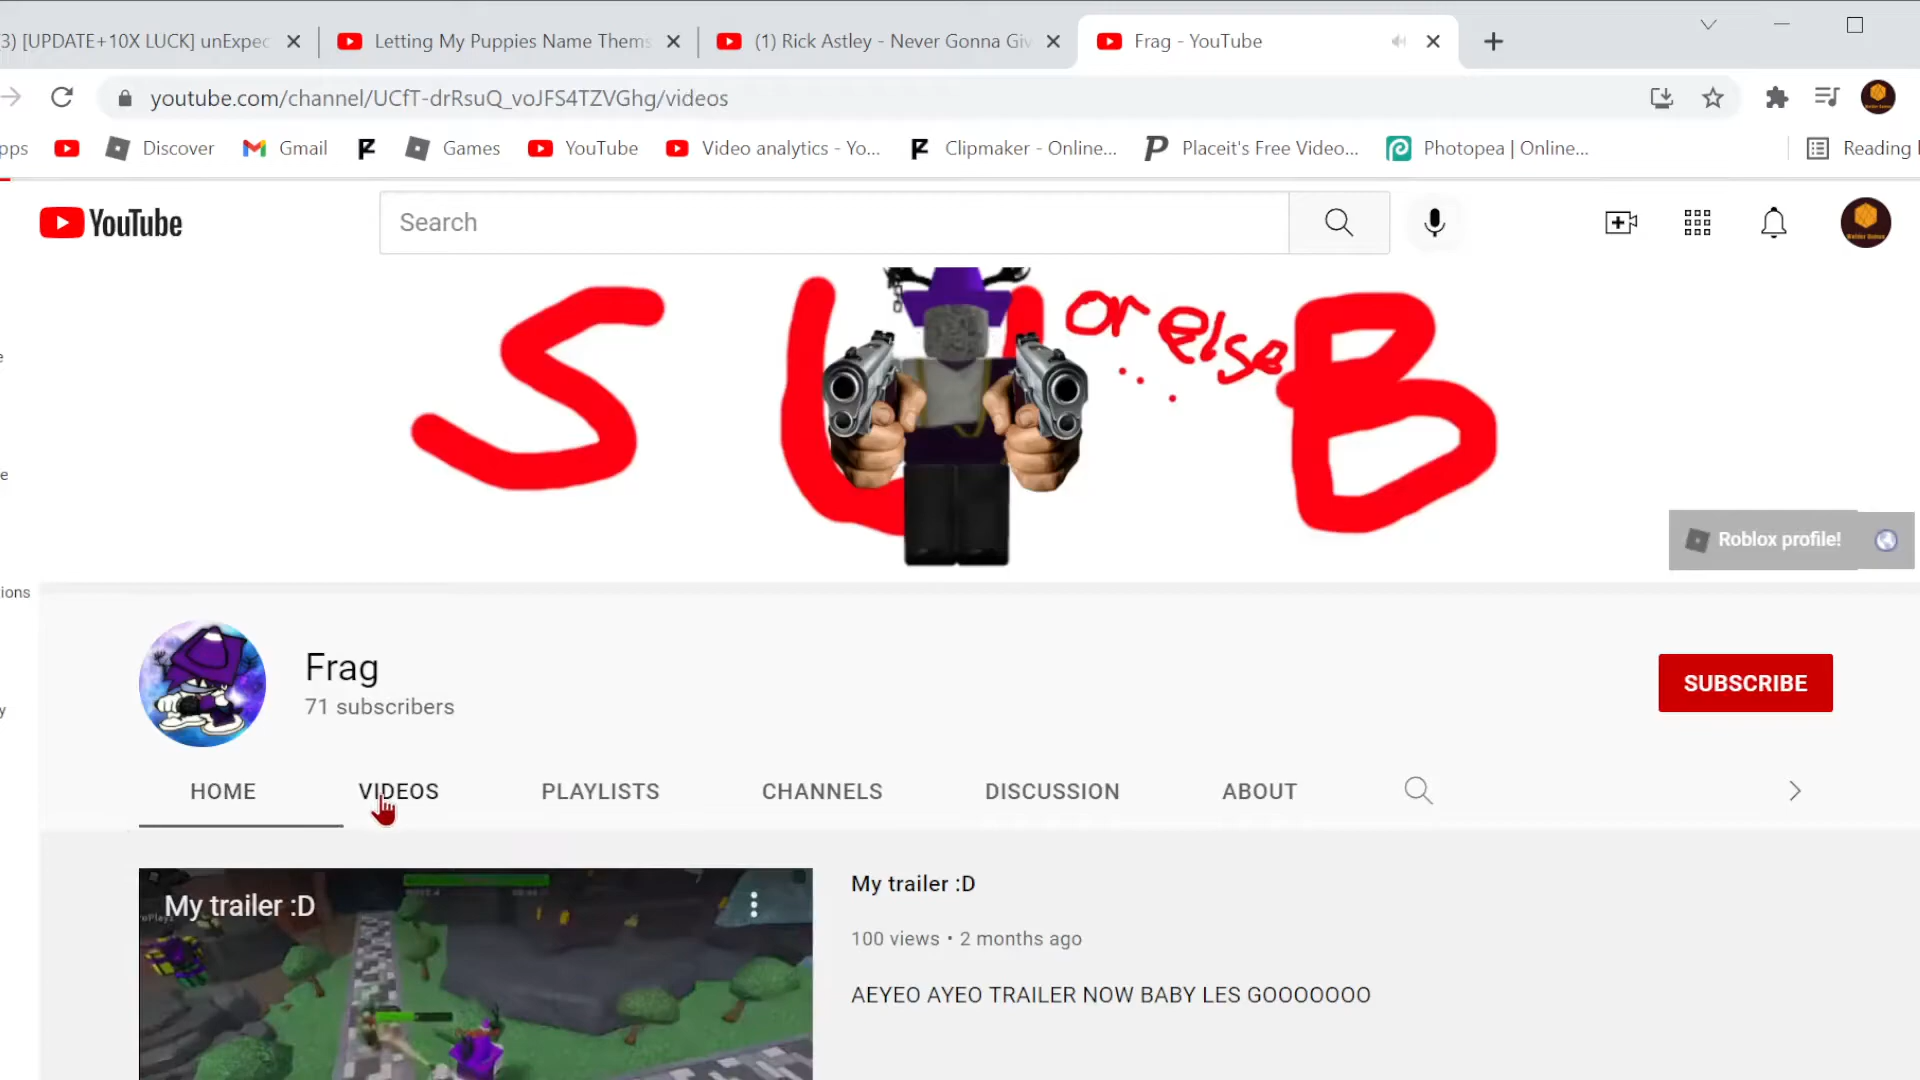 3) [UPDATE+10X LUCK] unExpec
Letting My Puppies Name Thems
(1) Rick Astley - Never Gonna Giv
Frag - YouTube
youtube.com/channel/UCfT-drRsuQ_voJFS4TZVGhg/videos
pps
Discover
Gmail
Games
YouTube
Video analytics - Yo...
Clipmaker - Online...
Placeit's Free Video...
Photopea | Online...
Reading l
YouTube
Search
S U B
or else
...
e
e
ions
y
Roblox profile!
Frag
71 subscribers
SUBSCRIBE
HOME VIDEOS PLAYLISTS CHANNELS DISCUSSION ABOUT
My trailer :D
My trailer :D
100 views • 2 months ago
AEYEO AYEO TRAILER NOW BABY LES GOOOOOOO